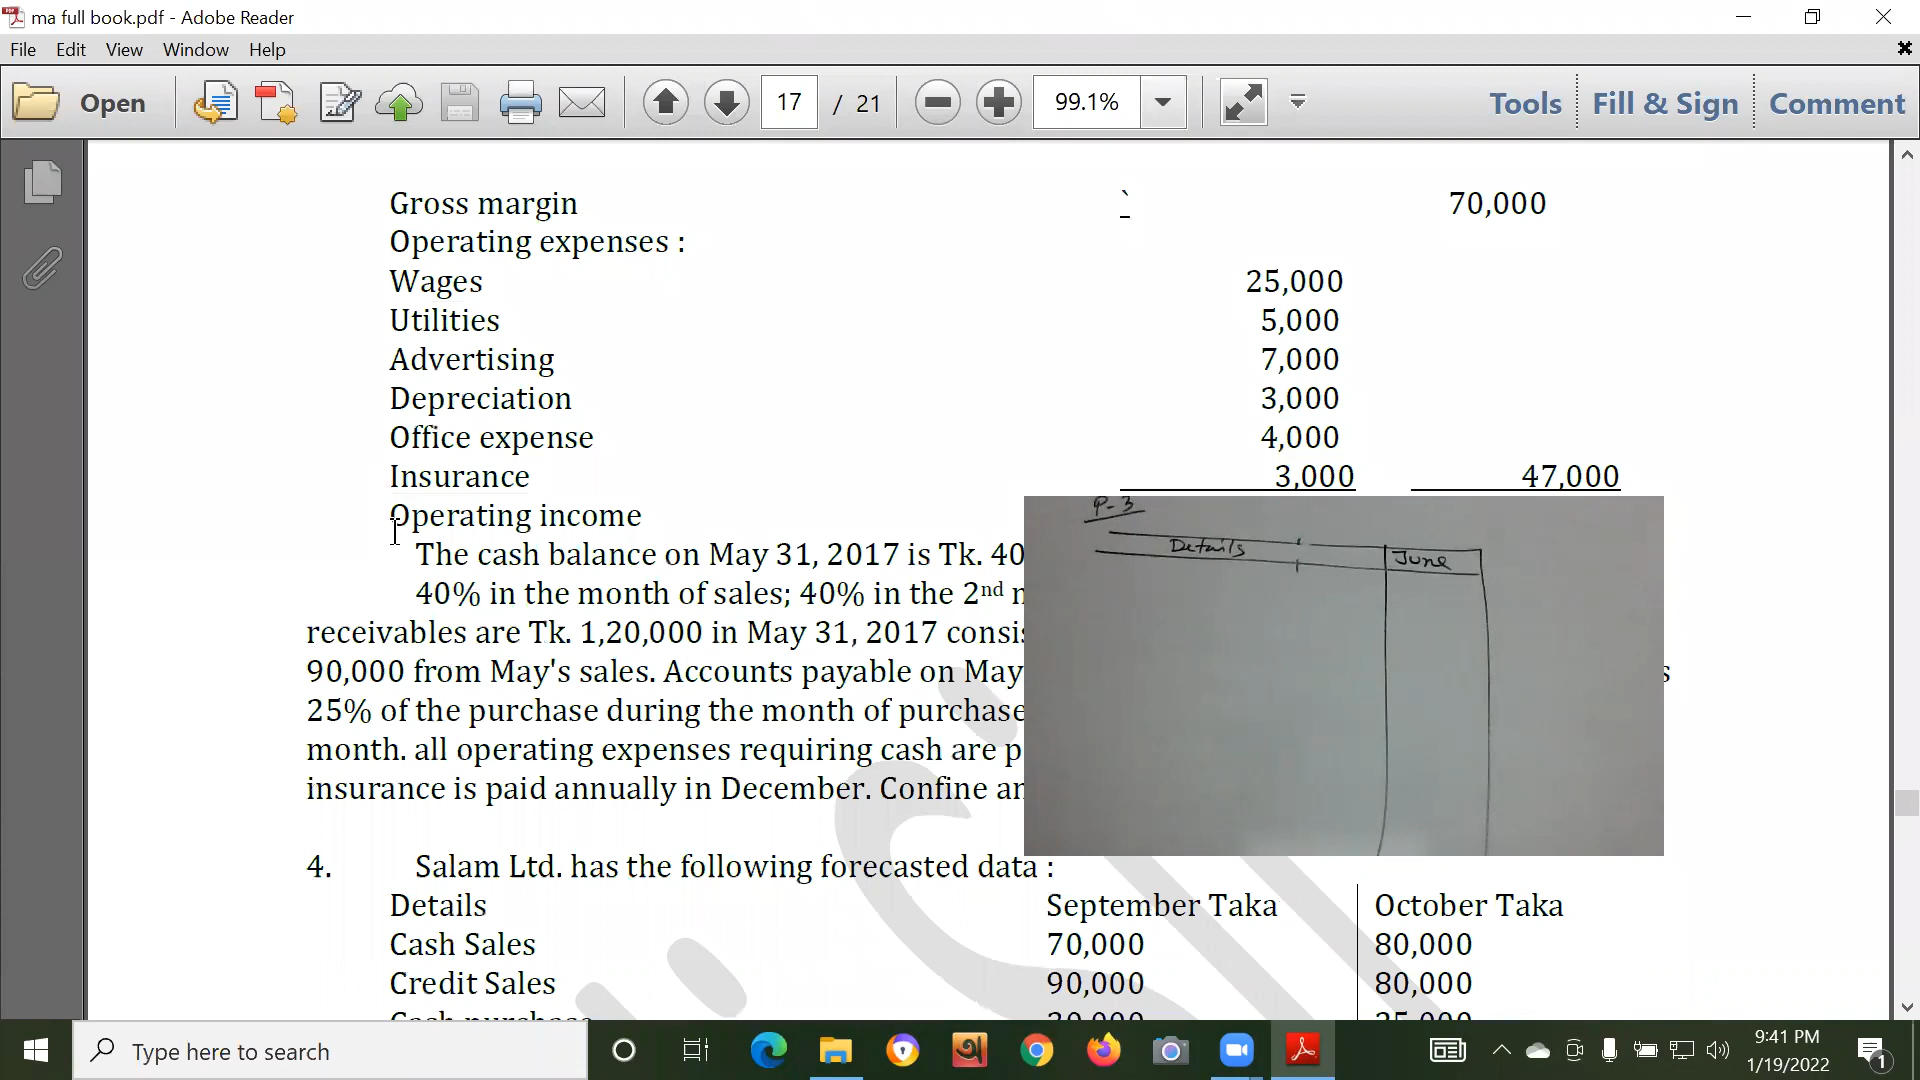 ma full book.pdf - Adobe Reader
File Edit View Window Help
Open 17 / 21 99.1% Tools Fill & Sign Comment
Gross margin ` 70,000
Operating expenses :
Wages 25,000
Utilities 5,000
Advertising 7,000
Depreciation 3,000
Office expense 4,000
Insurance 3,000 47,000
Operating income
P-3
Details June
The cash balance on May 31, 2017 is Tk. 40
40% in the month of sales; 40% in the 2nd
receivables are Tk. 1,20,000 in May 31, 2017
90,000 from May's sales. Accounts payable on May
25% of the purchase during the month of purchase
month. all operating expenses requiring cash are
insurance is paid annually in December. Confine
4. Salam Ltd. has the following forecasted data :
Details September Taka October Taka
Cash Sales 70,000 80,000
Credit Sales 90,000 80,000
Type here to search
9:41 PM
1/19/2022
1